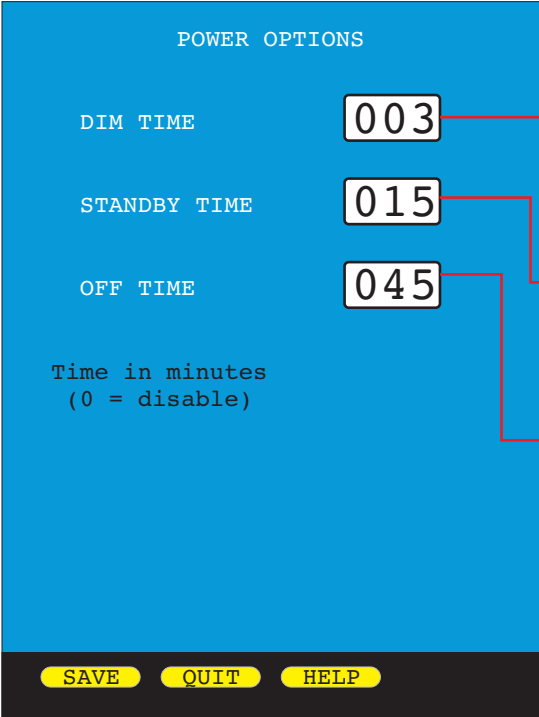 POWER OPTIONS
DIM TIME 003
STANDBY TIME 015
OFF TIME 045
Time in minutes
(0 = disable)
SAVE QUIT HELP